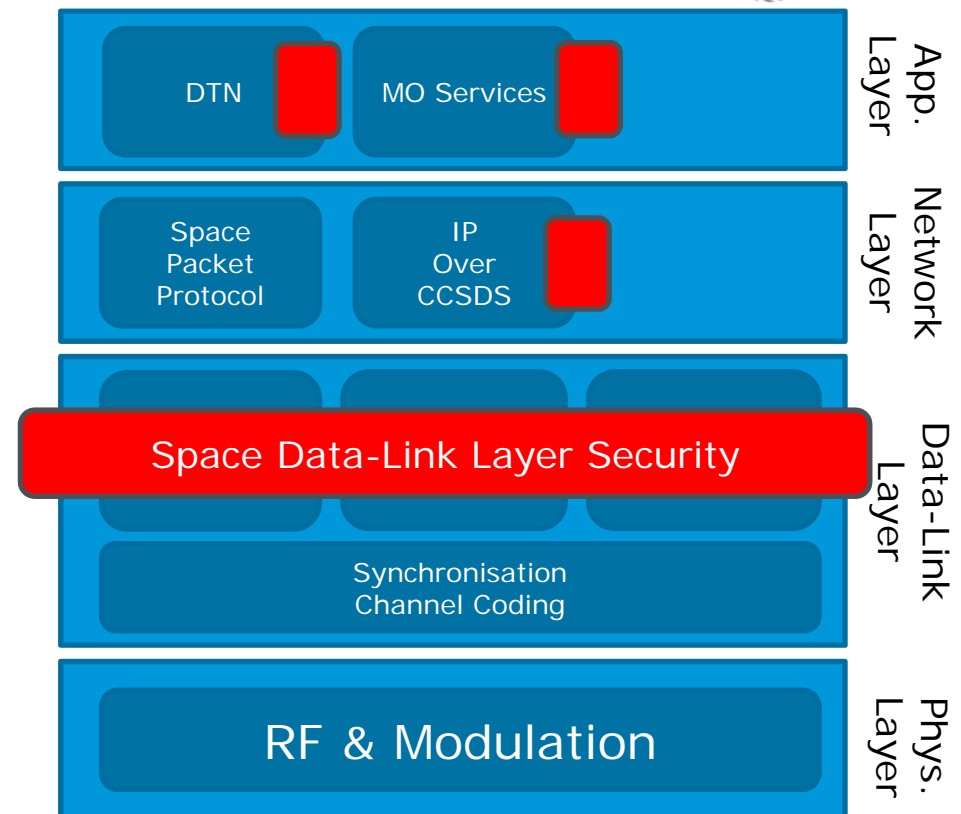 DTN
MO Services
App.
Layer
Space
Packet
Protocol
IP
Over
CCSDS
Network
Layer
Space Data-Link Layer Security
Synchronisation
Channel Coding
Data-Link
Layer
RF & Modulation
Phys.
Layer